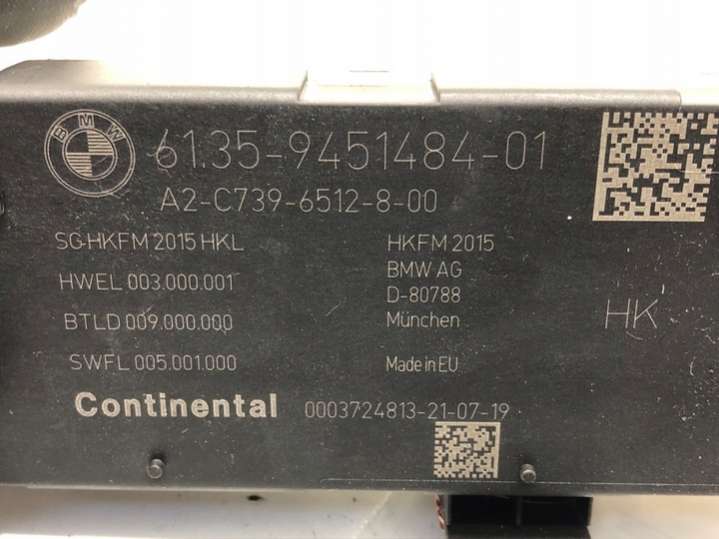 BMW
61.35-9451484-01
A2-C739-6512-8-00
SG HKFM 2015 HKL
HWEL 003.000.001
BTLD 009.000.000
SWFL 005.001.000
HKFM 2015
BMW AG
D-80788
München
Made in EU
HK
Continental 0003724813-21-07-19